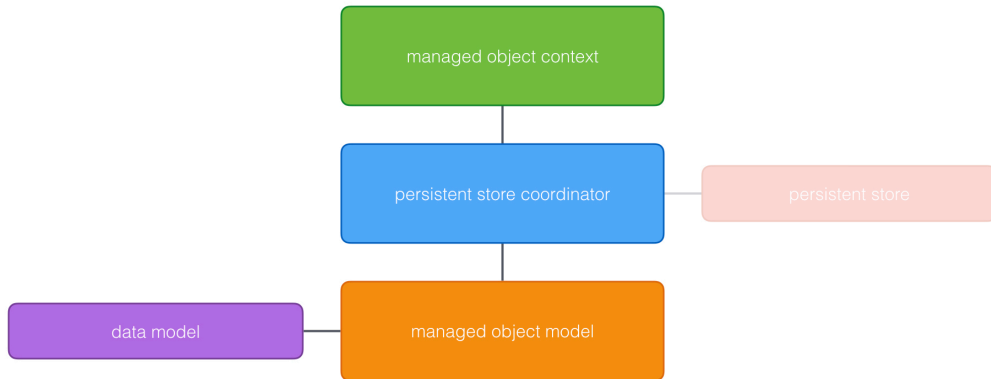 managed object context
persistent store coordinator
persistent store
managed object model
data model